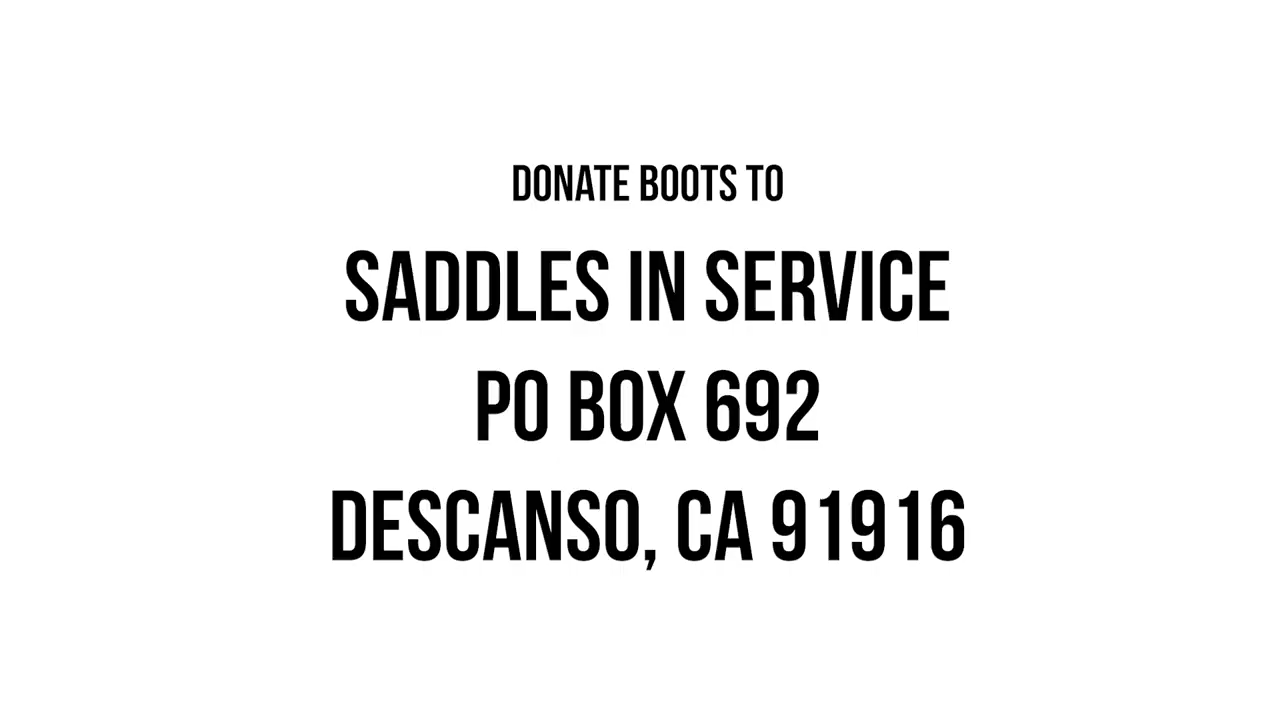 DONATE BOOTS TO
SADDLES IN SERVICE
PO BOX 692
DESCANSO, CA 91916